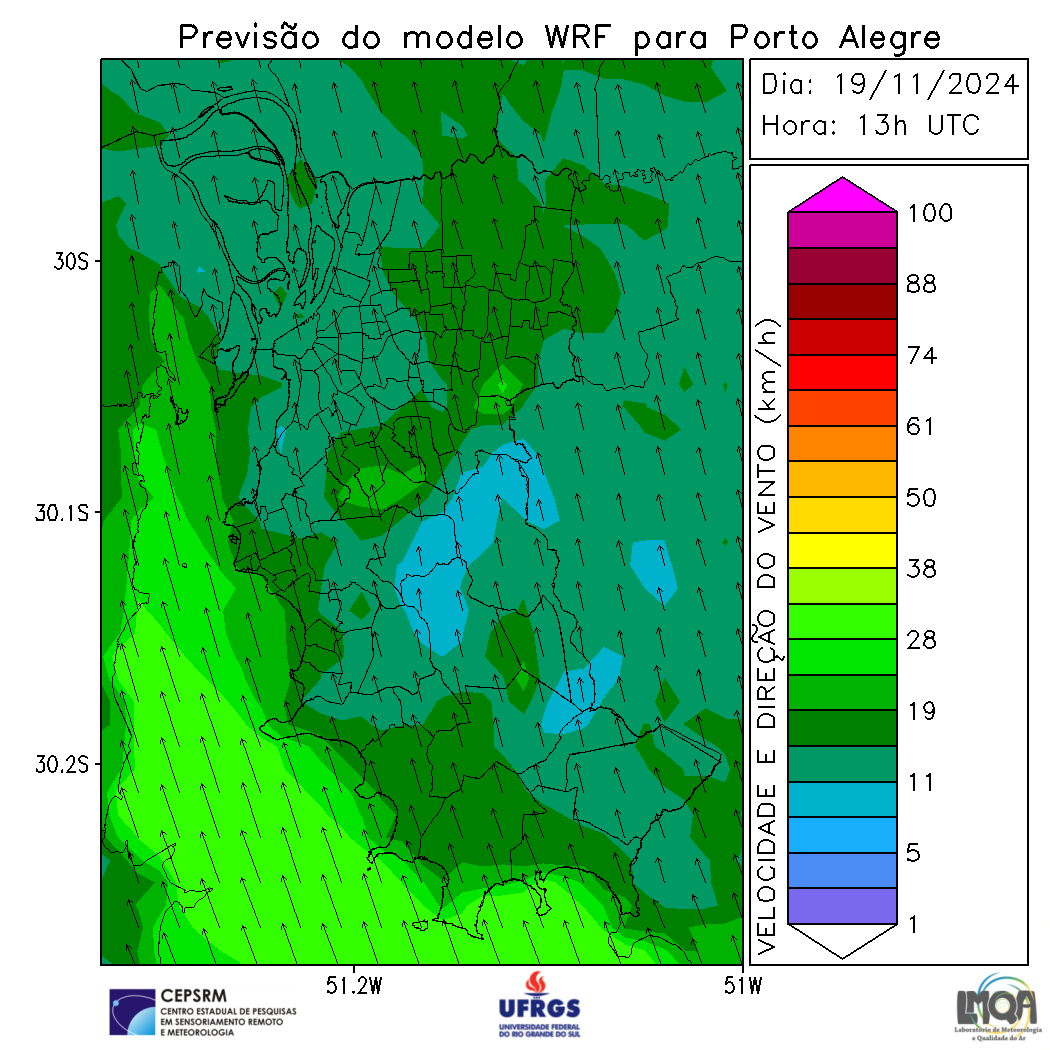 Previsão do modelo WRF para Porto Alegre
Dia: 19/11/2024
Hora: 13h UTC
30S
30.1S
30.2S
51.2W
51W
VELOCIDADE E DIREÇÃO DO VENTO (km/h)
100
88
74
61
50
38
28
19
11
5
1
CEPSRM
CENTRO ESTADUAL DE PESQUISAS
EM SENSORIAMENTO REMOTO
E METEOROLOGIA
UFRGS
UNIVERSIDADE FEDERAL
DO RIO GRANDE DO SUL
LMQA
Laboratório de Meteorologia
e Qualidade do Ar